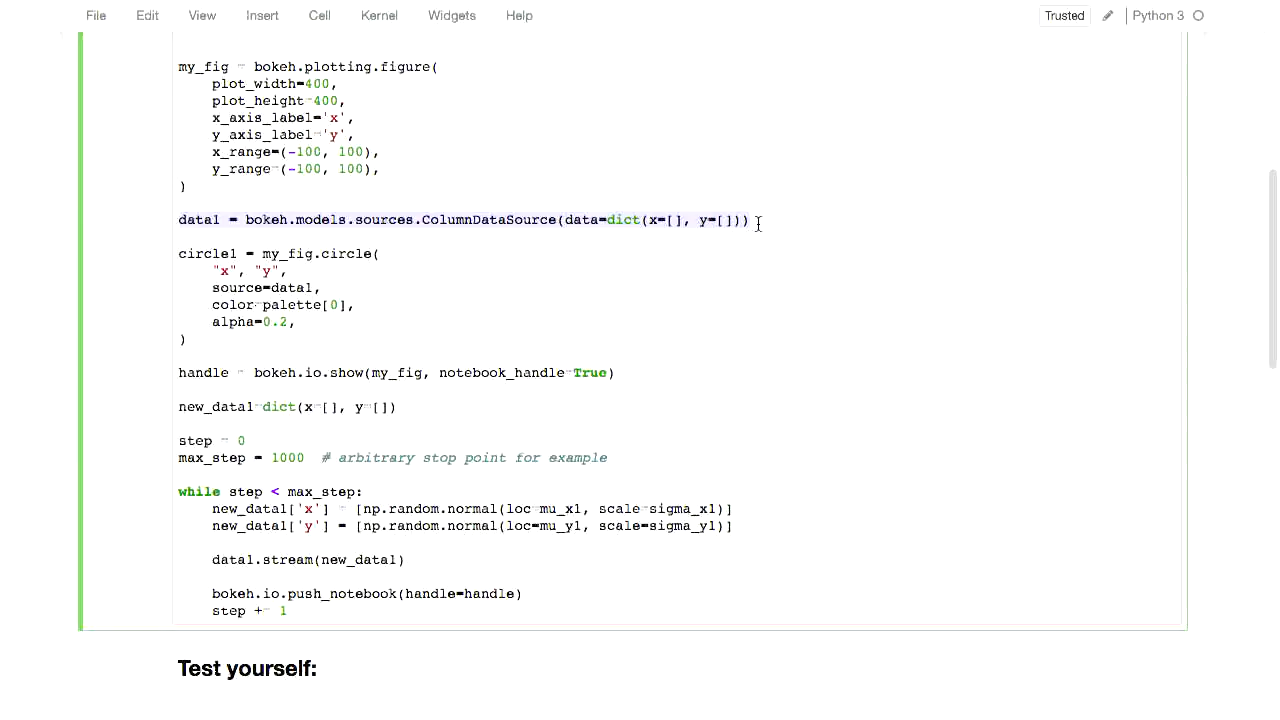 File Edit View Insert Cell Kernel Widgets Help Trusted Python 3
my_fig = bokeh.plotting.figure(
    plot_width=400,
    plot_height=400,
    x_axis_label='x',
    y_axis_label='y',
    x_range=(-100, 100),
    y_range=(-100, 100),
)
data1 = bokeh.models.sources.ColumnDataSource(data=dict(x=[], y=[]))
circle1 = my_fig.circle(
    "x", "y",
    source=data1,
    color=palette[0],
    alpha=0.2,
)
handle = bokeh.io.show(my_fig, notebook_handle=True)
new_data1=dict(x=[], y=[])
step = 0
max_step = 1000  # arbitrary stop point for example
while step < max_step:
    new_data1['x'] = [np.random.normal(loc=mu_x1, scale=sigma_x1)]
    new_data1['y'] = [np.random.normal(loc=mu_y1, scale=sigma_y1)]
    data1.stream(new_data1)
    bokeh.io.push_notebook(handle=handle)
    step += 1
Test yourself: